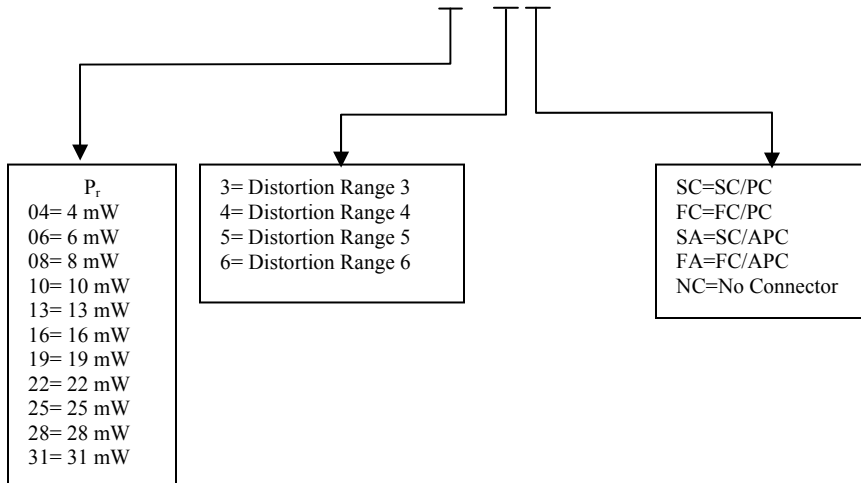 P_r
04= 4 mW
06= 6 mW
08= 8 mW
10= 10 mW
13= 13 mW
16= 16 mW
19= 19 mW
22= 22 mW
25= 25 mW
28= 28 mW
31= 31 mW
3= Distortion Range 3
4= Distortion Range 4
5= Distortion Range 5
6= Distortion Range 6
SC=SC/PC
FC=FC/PC
SA=SC/APC
FA=FC/APC
NC=No Connector